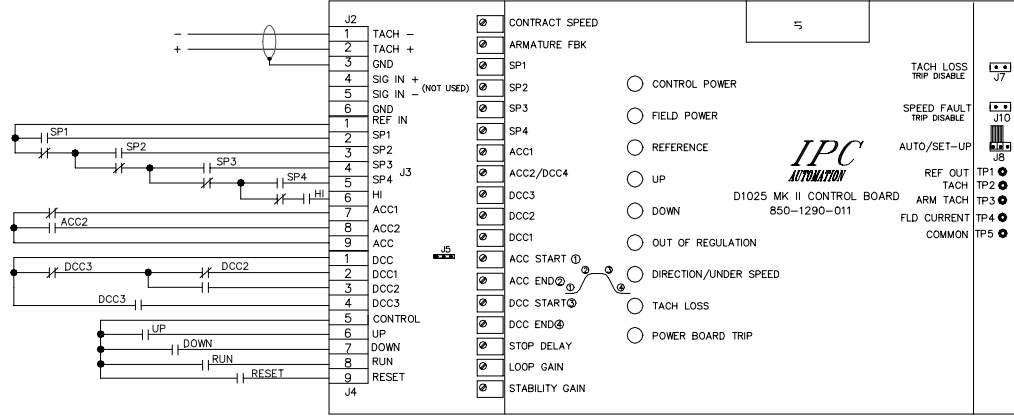 J2
1 TACH −
2 TACH +
3 GND
4 SIG IN +
5 SIG IN −
(NOT USED)
6 GND
1 REF IN
2 SP1
3 SP2
4 SP3
5 SP4
J3
6 HI
7 ACC1
8 ACC2
9 ACC
1 DCC
2 DCC1
3 DCC2
4 DCC3
5 CONTROL
6 UP
7 DOWN
8 RUN
9 RESET
J4
−
+
SP1
SP2
SP3
SP4
HI
ACC2
DCC3
DCC2
DCC3
UP
DOWN
RUN
RESET
J5
CONTRACT SPEED
ARMATURE FBK
SP1
SP2
SP3
SP4
ACC1
ACC2/DCC4
DCC3
DCC2
DCC1
ACC START ①
ACC END②
DCC START③
DCC END④
STOP DELAY
LOOP GAIN
STABILITY GAIN
① ② ③ ④
CONTROL POWER
FIELD POWER
REFERENCE
UP
DOWN
OUT OF REGULATION
DIRECTION/UNDER SPEED
TACH LOSS
POWER BOARD TRIP
IPC
AUTOMATION
D1025 MK II CONTROL BOARD
850−1290−011
TACH LOSS
TRIP DISABLE
J7
SPEED FAULT
TRIP DISABLE
J10
AUTO/SET−UP
J8
REF OUT TP1
TACH TP2
ARM TACH TP3
FLD CURRENT TP4
COMMON TP5